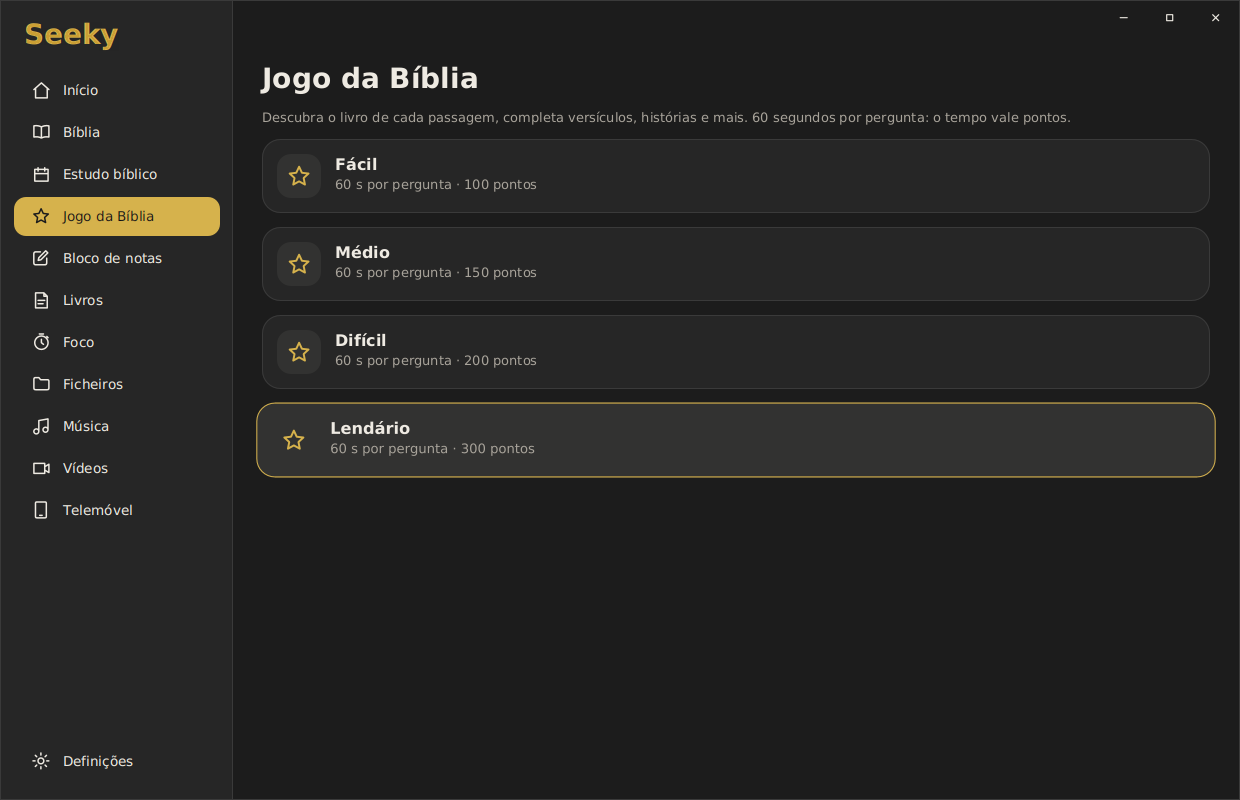 Seeky
Início
Bíblia
Estudo bíblico
Jogo da Bíblia
Bloco de notas
Livros
Foco
Ficheiros
Música
Vídeos
Telemóvel
Definições
Jogo da Bíblia
Descubra o livro de cada passagem, completa versículos, histórias e mais. 60 segundos por pergunta: o tempo vale pontos.
Fácil
60 s por pergunta · 100 pontos
Médio
60 s por pergunta · 150 pontos
Difícil
60 s por pergunta · 200 pontos
Lendário
60 s por pergunta · 300 pontos